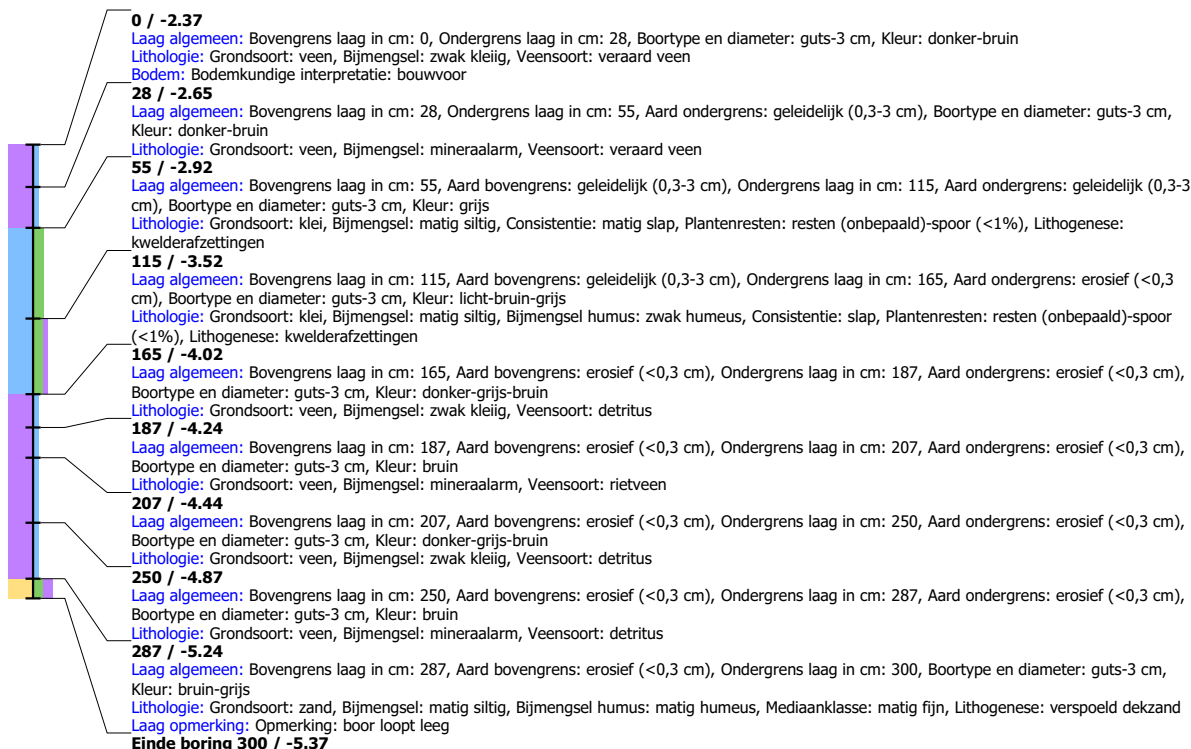 0 / -2.37
Laag algemeen: Bovengrens laag in cm: 0, Ondergrens laag in cm: 28, Boortype en diameter: guts-3 cm, Kleur: donker-bruin
Lithologie: Grondsoort: veen, Bijmengsel: zwak kleiig, Veensoort: veraard veen
Bodem: Bodemkundige interpretatie: bouwvoor
28 / -2.65
Laag algemeen: Bovengrens laag in cm: 28, Ondergrens laag in cm: 55, Aard ondergrens: geleidelijk (0,3-3 cm), Boortype en diameter: guts-3 cm,
Kleur: donker-bruin
Lithologie: Grondsoort: veen, Bijmengsel: mineraalarm, Veensoort: veraard veen
55 / -2.92
Laag algemeen: Bovengrens laag in cm: 55, Aard bovengrens: geleidelijk (0,3-3 cm), Ondergrens laag in cm: 115, Aard ondergrens: geleidelijk (0,3-3
cm), Boortype en diameter: guts-3 cm, Kleur: grijs
Lithologie: Grondsoort: klei, Bijmengsel: matig siltig, Consistentie: matig slap, Plantenresten: resten (onbepaald)-spoor (<1%), Lithogenese:
kwelderafzettingen
115 / -3.52
Laag algemeen: Bovengrens laag in cm: 115, Aard bovengrens: geleidelijk (0,3-3 cm), Ondergrens laag in cm: 165, Aard ondergrens: erosief (<0,3
cm), Boortype en diameter: guts-3 cm, Kleur: licht-bruin-grijs
Lithologie: Grondsoort: klei, Bijmengsel: matig siltig, Bijmengsel humus: zwak humeus, Consistentie: slap, Plantenresten: resten (onbepaald)-spoor
(<1%), Lithogenese: kwelderafzettingen
165 / -4.02
Laag algemeen: Bovengrens laag in cm: 165, Aard bovengrens: erosief (<0,3 cm), Ondergrens laag in cm: 187, Aard ondergrens: erosief (<0,3 cm),
Boortype en diameter: guts-3 cm, Kleur: donker-grijs-bruin
Lithologie: Grondsoort: veen, Bijmengsel: zwak kleiig, Veensoort: detritus
187 / -4.24
Laag algemeen: Bovengrens laag in cm: 187, Aard bovengrens: erosief (<0,3 cm), Ondergrens laag in cm: 207, Aard ondergrens: erosief (<0,3 cm),
Boortype en diameter: guts-3 cm, Kleur: bruin
Lithologie: Grondsoort: veen, Bijmengsel: mineraalarm, Veensoort: rietveen
207 / -4.44
Laag algemeen: Bovengrens laag in cm: 207, Aard bovengrens: erosief (<0,3 cm), Ondergrens laag in cm: 250, Aard ondergrens: erosief (<0,3 cm),
Boortype en diameter: guts-3 cm, Kleur: donker-grijs-bruin
Lithologie: Grondsoort: veen, Bijmengsel: zwak kleiig, Veensoort: detritus
250 / -4.87
Laag algemeen: Bovengrens laag in cm: 250, Aard bovengrens: erosief (<0,3 cm), Ondergrens laag in cm: 287, Aard ondergrens: erosief (<0,3 cm),
Boortype en diameter: guts-3 cm, Kleur: bruin
Lithologie: Grondsoort: veen, Bijmengsel: mineraalarm, Veensoort: detritus
287 / -5.24
Laag algemeen: Bovengrens laag in cm: 287, Aard bovengrens: erosief (<0,3 cm), Ondergrens laag in cm: 300, Boortype en diameter: guts-3 cm,
Kleur: bruin-grijs
Lithologie: Grondsoort: zand, Bijmengsel: matig siltig, Bijmengsel humus: matig humeus, Mediaanklasse: matig fijn, Lithogenese: verspoeld dekzand
Laag opmerking: Opmerking: boor loopt leeg
Einde boring 300 / -5.37